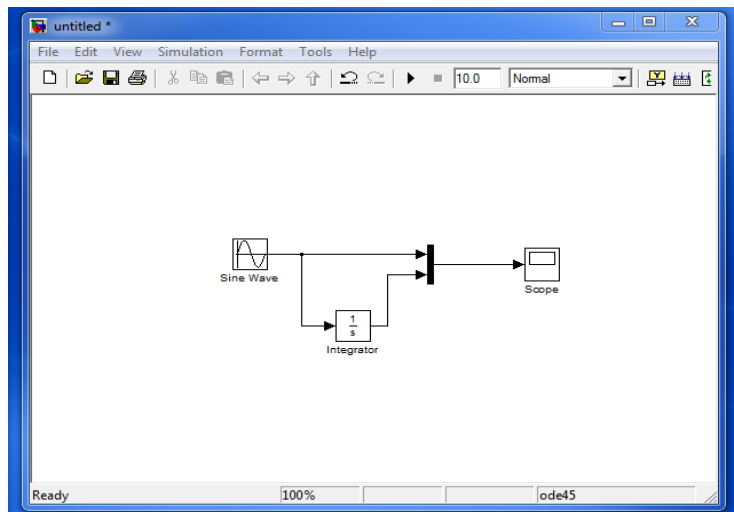 untitled *
File Edit View Simulation Format Tools Help
10.0 Normal
Sine Wave
1
s
Integrator
Scope
Ready 100% ode45